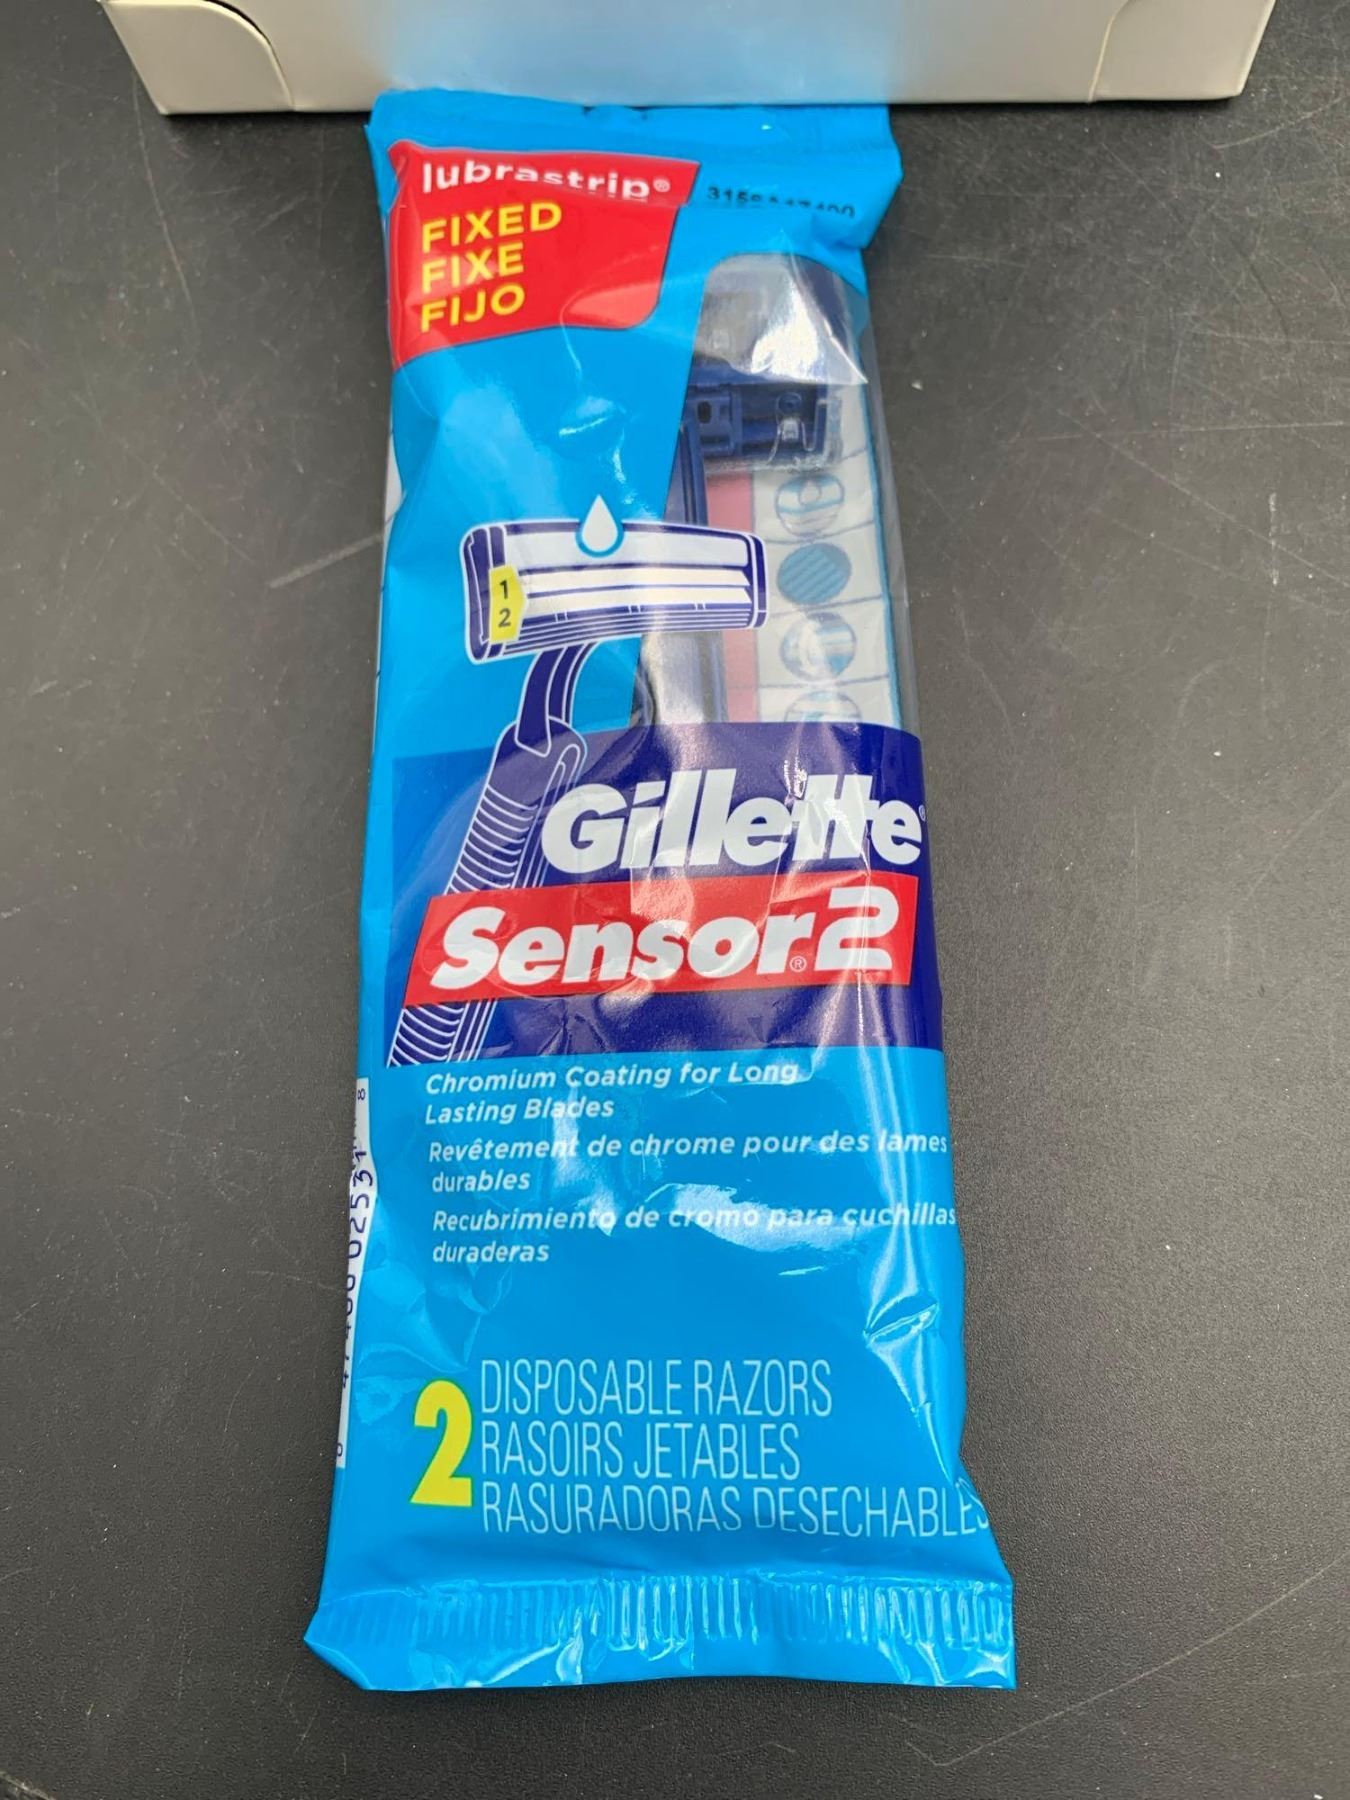 lubrastrip®
FIXED
FIXE
FIJO
1
2
Gillette®
Sensor®2
Chromium Coating for Long
Lasting Blades
Revêtement de chrome pour des lames
durables
Recubrimiento de cromo para cuchillas
duraderas
2
DISPOSABLE RAZORS
RASOIRS JETABLES
RASURADORAS DESECHABLES